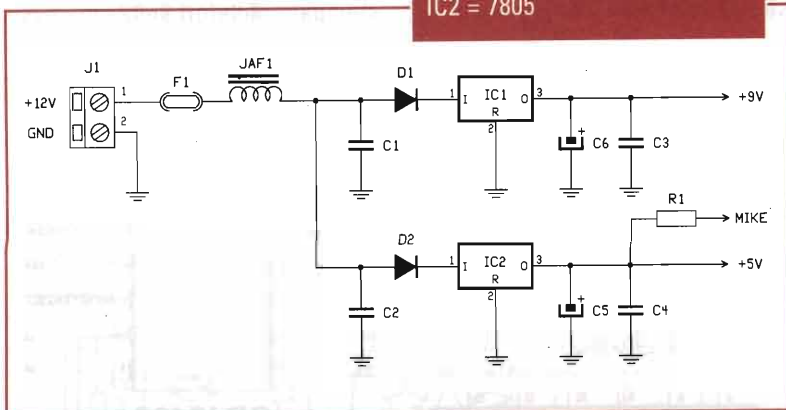 IC2 = 7805
J1
F1
JAF1
D1
+12V
1
1
I
IC1
O
3
+9V
GND
2
R
2
C1
+
C6
C3
R1
MIKE
D2
1
I
IC2
O
3
+5V
R
2
C2
+
C5
C4